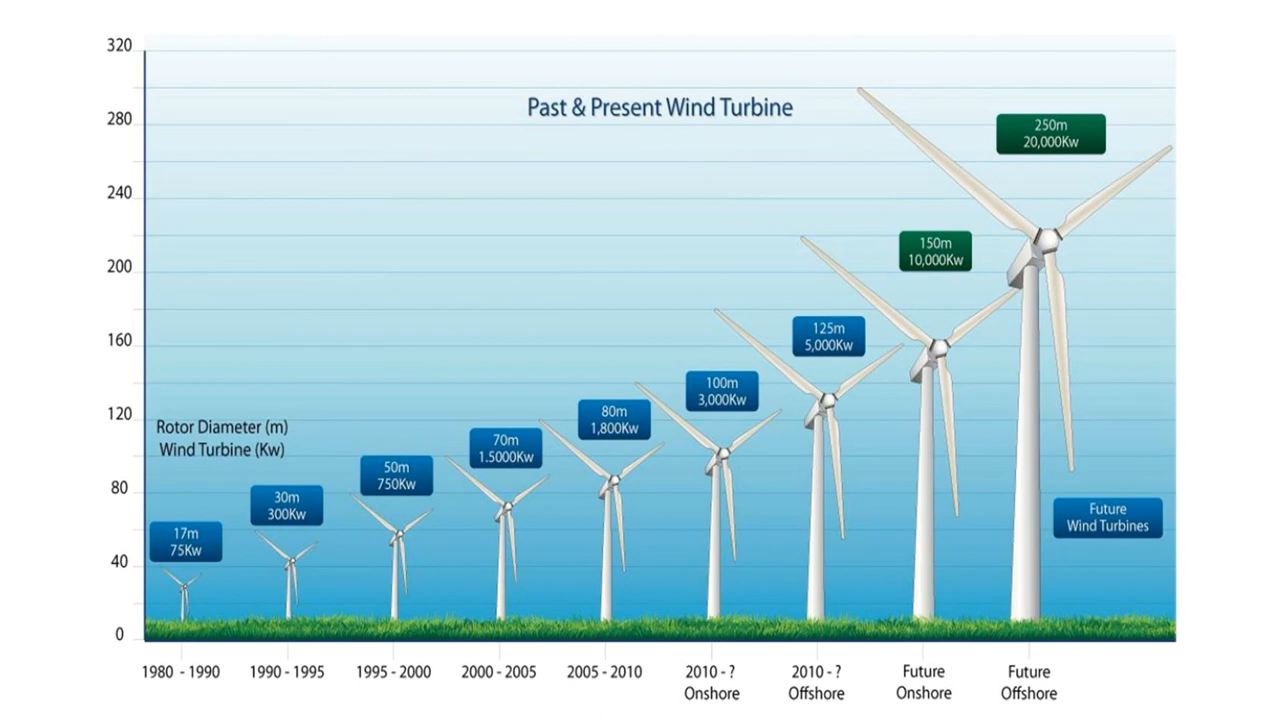 320
280
240
200
160
120
80
40
0
Past & Present Wind Turbine
Rotor Diameter (m)
Wind Turbine (Kw)
17m
75Kw
30m
300Kw
50m
750Kw
70m
1.5000Kw
80m
1,800Kw
100m
3,000Kw
125m
5,000Kw
150m
10,000Kw
250m
20,000Kw
Future
Wind Turbines
1980 - 1990
1990 - 1995
1995 - 2000
2000 - 2005
2005 - 2010
2010 - ?
Onshore
2010 - ?
Offshore
Future
Onshore
Future
Offshore